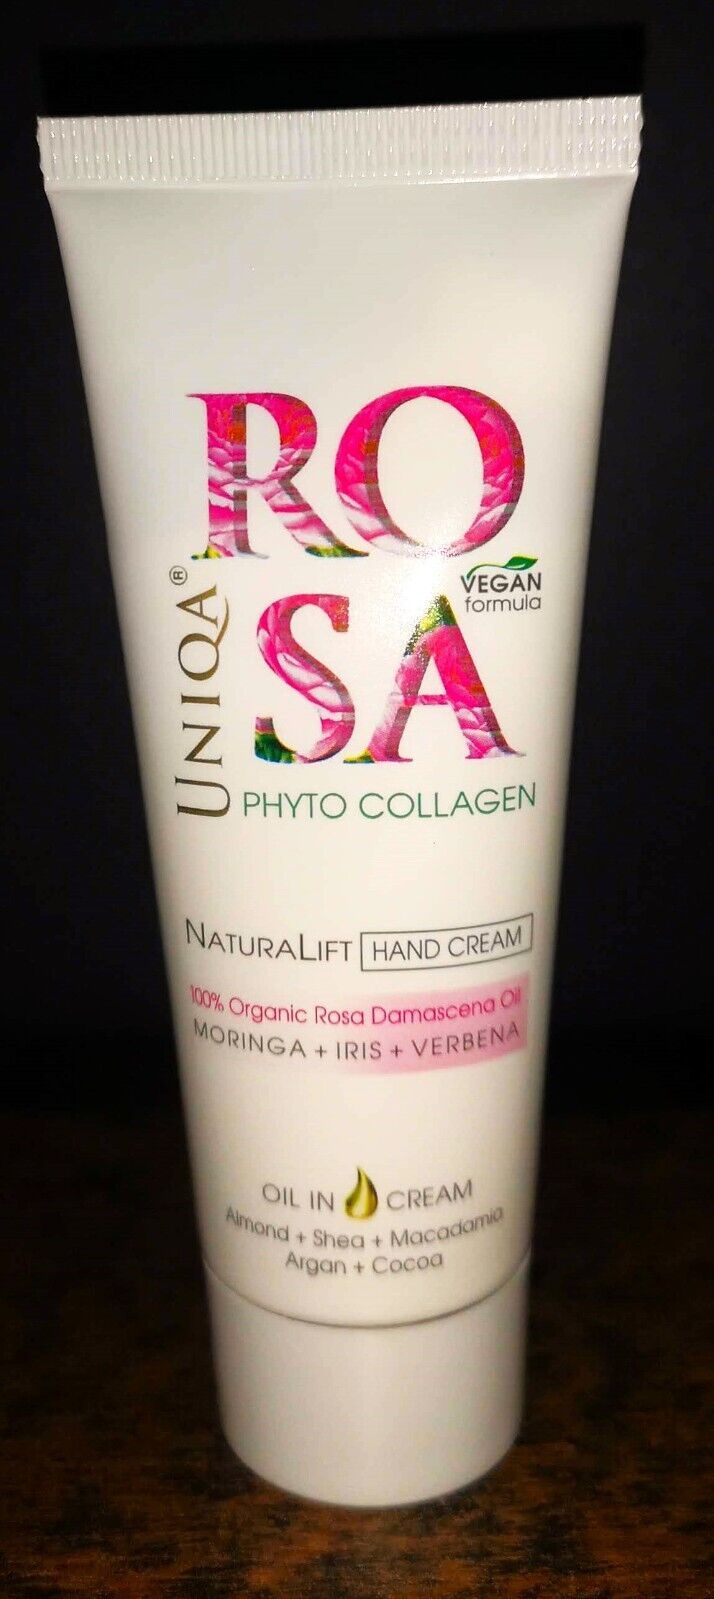 RO
SA
UNIQA®
VEGAN
formula
PHYTO COLLAGEN
NATURALIFT HAND CREAM
100% Organic Rosa Damascena Oil
MORINGA + IRIS + VERBENA
OIL IN CREAM
Almond + Shea + Macadamia
Argan + Cocoa